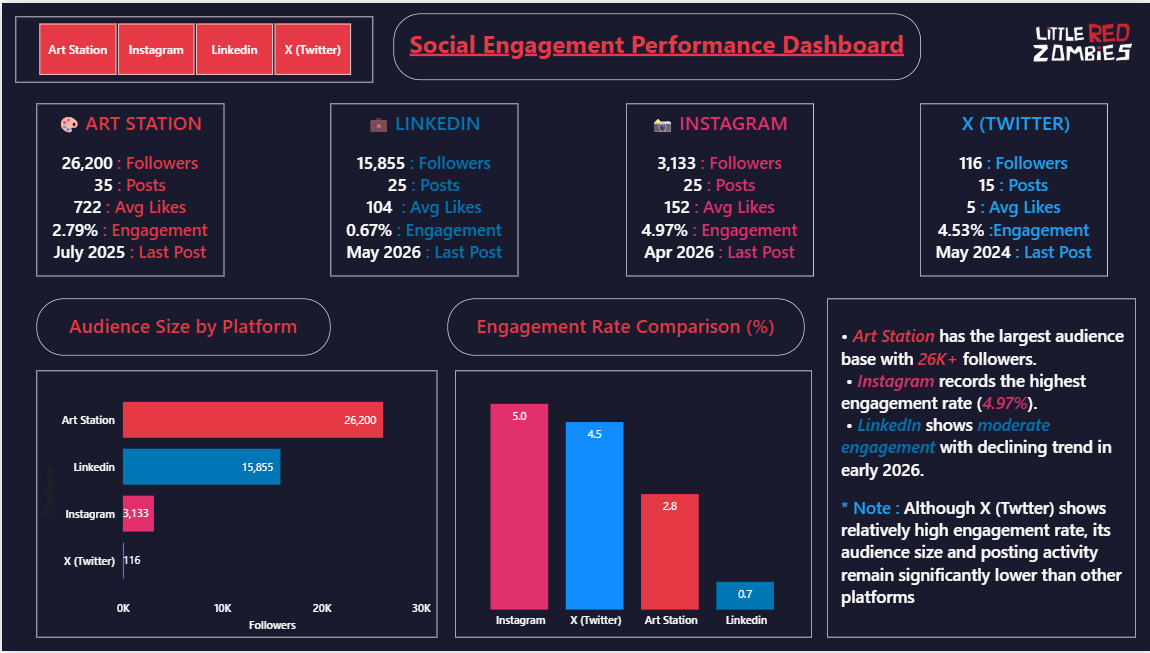 Art Station
Instagram
Linkedin
X (Twitter)
Social Engagement Performance Dashboard
LITTLE RED
ZOMBIES
ART STATION
26,200 : Followers
35 : Posts
722 : Avg Likes
2.79% : Engagement
July 2025 : Last Post
LINKEDIN
15,855 : Followers
25 : Posts
104 : Avg Likes
0.67% : Engagement
May 2026 : Last Post
INSTAGRAM
3,133 : Followers
25 : Posts
152 : Avg Likes
4.97% : Engagement
Apr 2026 : Last Post
X (TWITTER)
116 : Followers
15 : Posts
5 : Avg Likes
4.53% :Engagement
May 2024 : Last Post
Audience Size by Platform
Platform
Art Station
26,200
Linkedin
15,855
Instagram
3,133
X (Twitter)
116
0K
10K
20K
30K
Followers
Engagement Rate Comparison (%)
5.0
4.5
2.8
0.7
Instagram
X (Twitter)
Art Station
Linkedin
• Art Station has the largest audience
base with 26K+ followers.
• Instagram records the highest
engagement rate (4.97%).
• LinkedIn shows moderate
engagement with declining trend in
early 2026.
* Note : Although X (Twtter) shows
relatively high engagement rate, its
audience size and posting activity
remain significantly lower than other
platforms